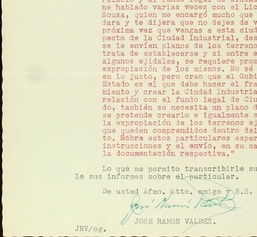 me hablado varias veces con el Lic
Sousa, quien me encargó mucho que
dara y te dijera que no dejes de v
próxima vez que vengas a esta ciud
pecto de la Ciudad Industrial, des
se le envíen planos de los terreno
trata de establecerse y si entre e
algunos ejidales, se requiere pro
expropiación de los mismos. No sé
en lo justo, pero creo que el Gobi
Estado es el que debe hacer el fra
miento y crear la Ciudad Industria
relación con el fundo legal de Ciu
do, también se necesita un plano d
se pretende crearlo e igualmente s
la expropiación de los terrenos ej
que queden comprendidos dentro del
to. Sobre estos particulares esper
instrucciones y el envío, en su ca
la documentación respectiva."
Lo que me permito transcribirle su
le sus informes sobre el particular.
De usted Afmo. Atto. amigo y S.S.
JOSE RAMON VALDEZ.
JRV/og.